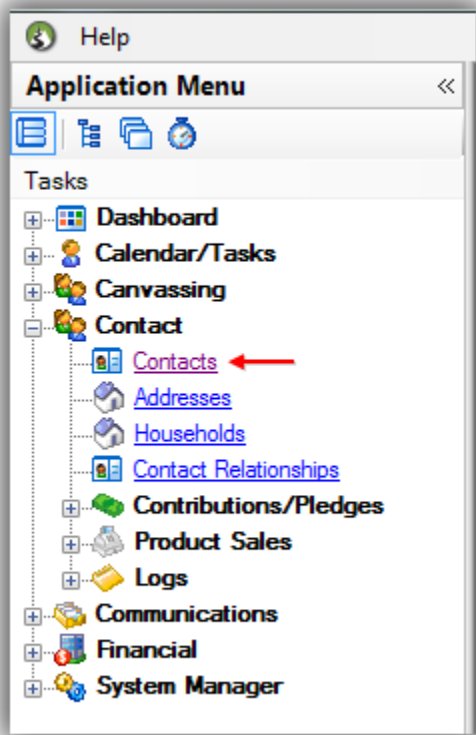 Help
Application Menu
Tasks
Dashboard
Calendar/Tasks
Canvassing
Contact
Contacts
Addresses
Households
Contact Relationships
Contributions/Pledges
Product Sales
Logs
Communications
Financial
System Manager